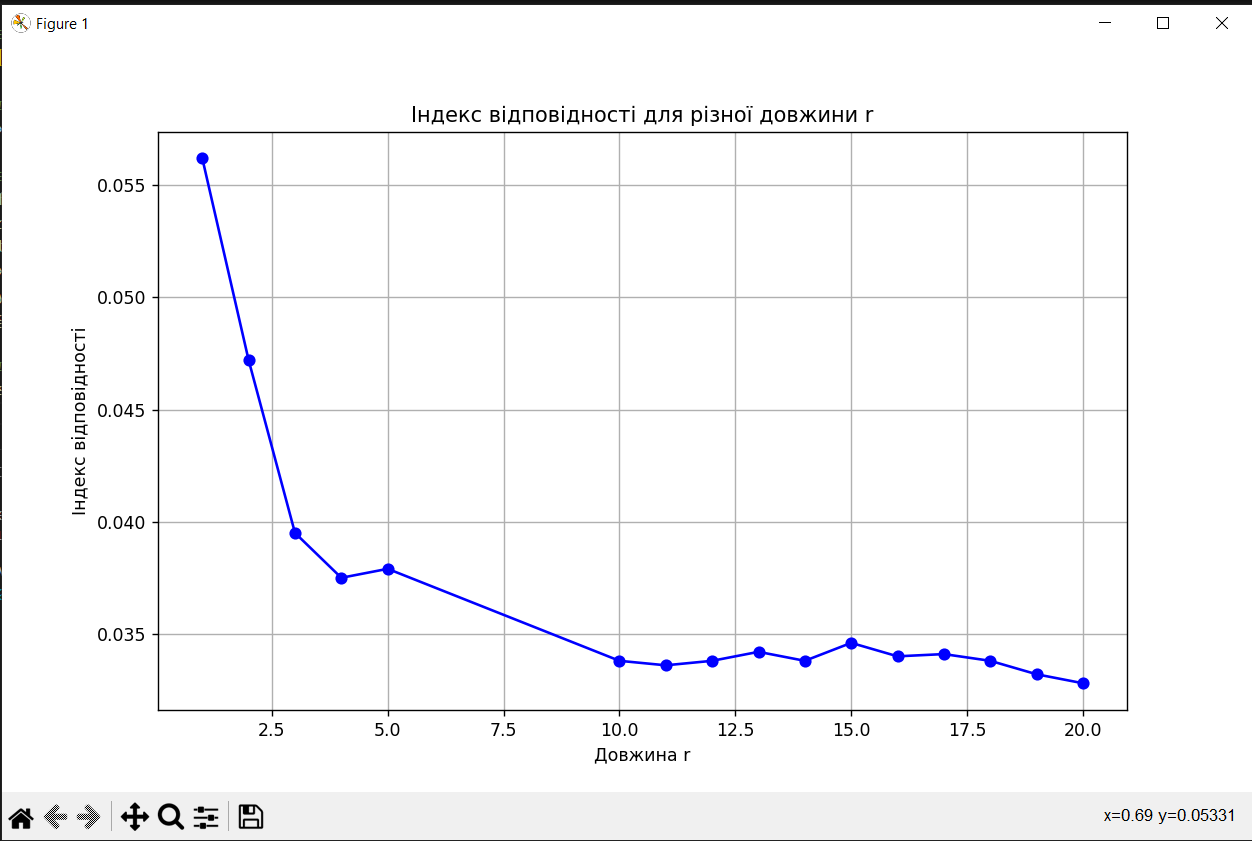 Figure 1
Індекс відповідності для різної довжини r
0.055
0.050
0.045
0.040
0.035
Індекс відповідності
2.5 5.0 7.5 10.0 12.5 15.0 17.5 20.0
Довжина r
x=0.69 y=0.05331